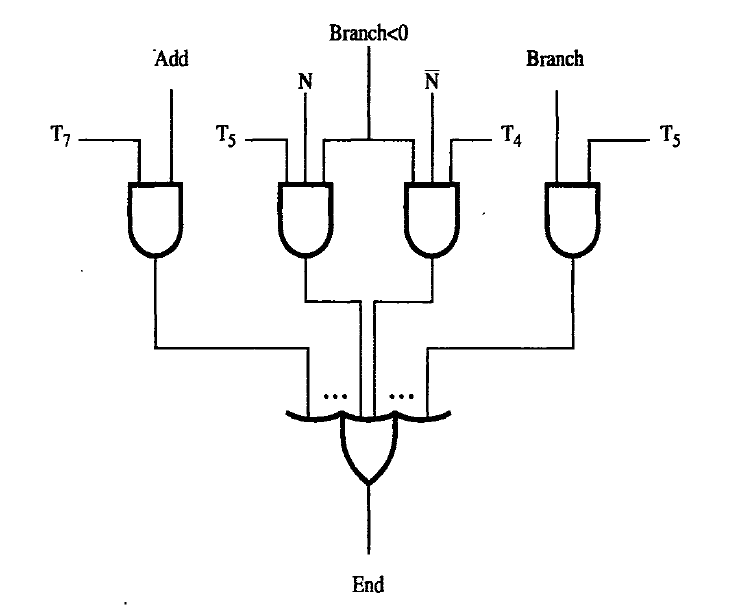 Branch<0
Add
Branch
N
N̅
T7
T5
T4
T5
...
...
End